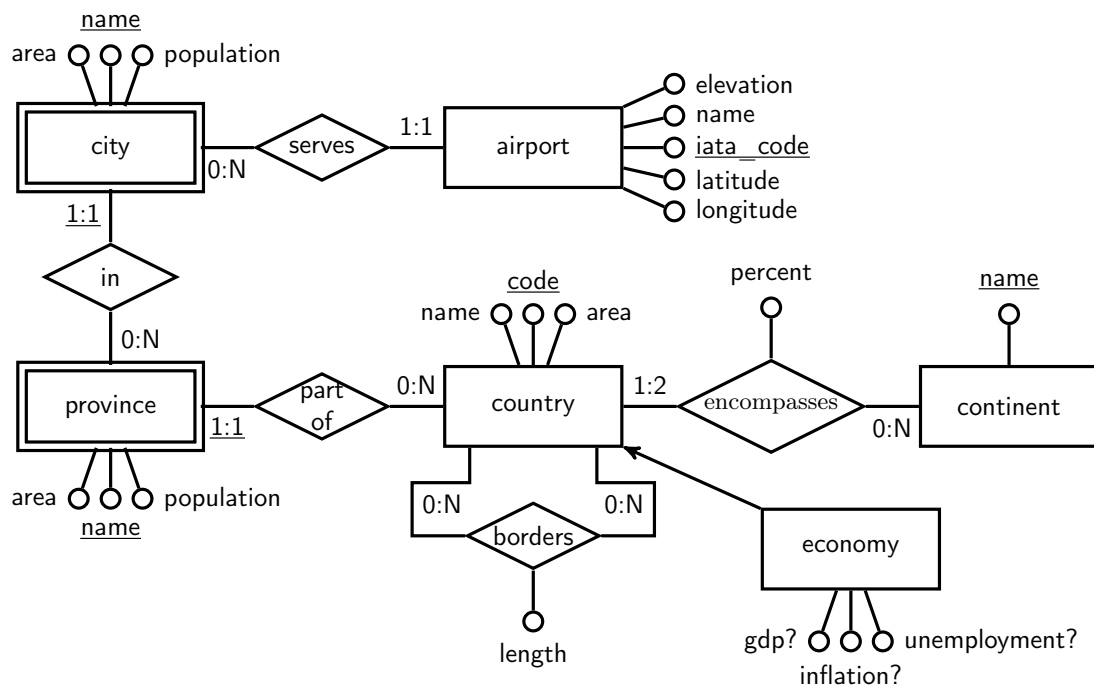 name
area
population
elevation
name
iata_code
latitude
longitude
city
serves
airport
0:N
1:1
1:1
in
0:N
code
name
area
percent
name
province
part
of
country
encompasses
continent
1:1
0:N
1:2
0:N
area
population
name
0:N
0:N
borders
length
economy
gdp?
unemployment?
inflation?